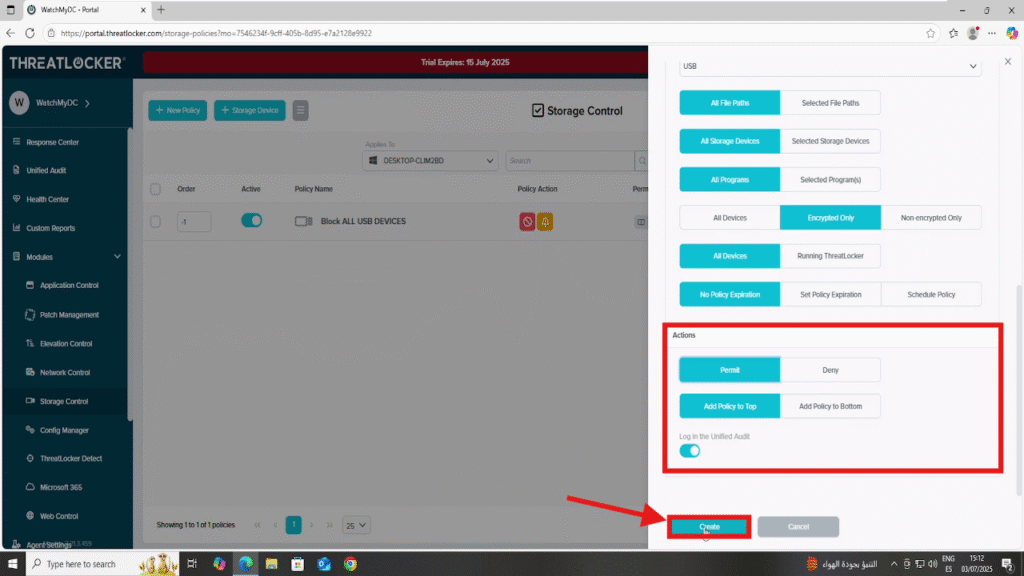 WatchMyDC - Portal
https://portal.threatlocker.com/storage-policies?mo=7546234f-9cff-405b-8d95-e7a2128e9922
THREATLOCKER
Trial Expires: 15 July 2025
W WatchMyDC
Response Center
Unified Audit
Health Center
Custom Reports
Modules
Application Control
Patch Management
Elevation Control
Network Control
Storage Control
Config Manager
ThreatLocker Detect
Microsoft 365
Web Control
Agent Settings
+ New Policy
+ Storage Device
Storage Control
Applies To
DESKTOP-CLIM2BD
Search
Order Active Policy Name Policy Action Perm
-1 Block ALL USB DEVICES
Showing 1 to 1 of 1 policies
1
25
USB
All File Paths Selected File Paths
All Storage Devices Selected Storage Devices
All Programs Selected Program(s)
All Devices Encrypted Only Non-encrypted Only
All Devices Running ThreatLocker
No Policy Expiration Set Policy Expiration Schedule Policy
Actions
Permit Deny
Add Policy to Top Add Policy to Bottom
Log in the Unified Audit
Create Cancel
Type here to search
التنبؤ بجودة الهواء
ENG
ES
15:12
03/07/2025
2